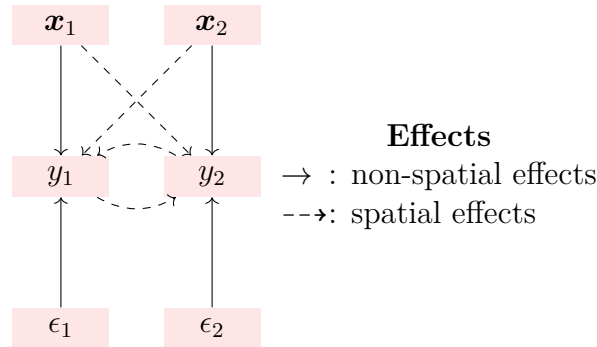 𝒙₁ 𝒙₂
Effects
y₁ y₂
→ : non-spatial effects
⇢: spatial effects
ϵ₁ ϵ₂